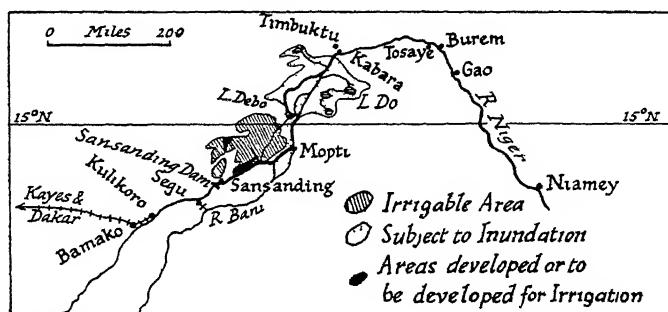 0 Miles 200
Timbuktu
Kabara
Tosaye
Burem
Gao
L. Debo
L. Do
15°N
15°N
R. Niger
Sansanding Dam
Mopti
Kulikoro
Segu
Sansanding
Niamey
Kayes &
Dakar
R. Bani
Bamako
Irrigable Area
Subject to Inundation
Areas developed or to
be developed for Irrigation